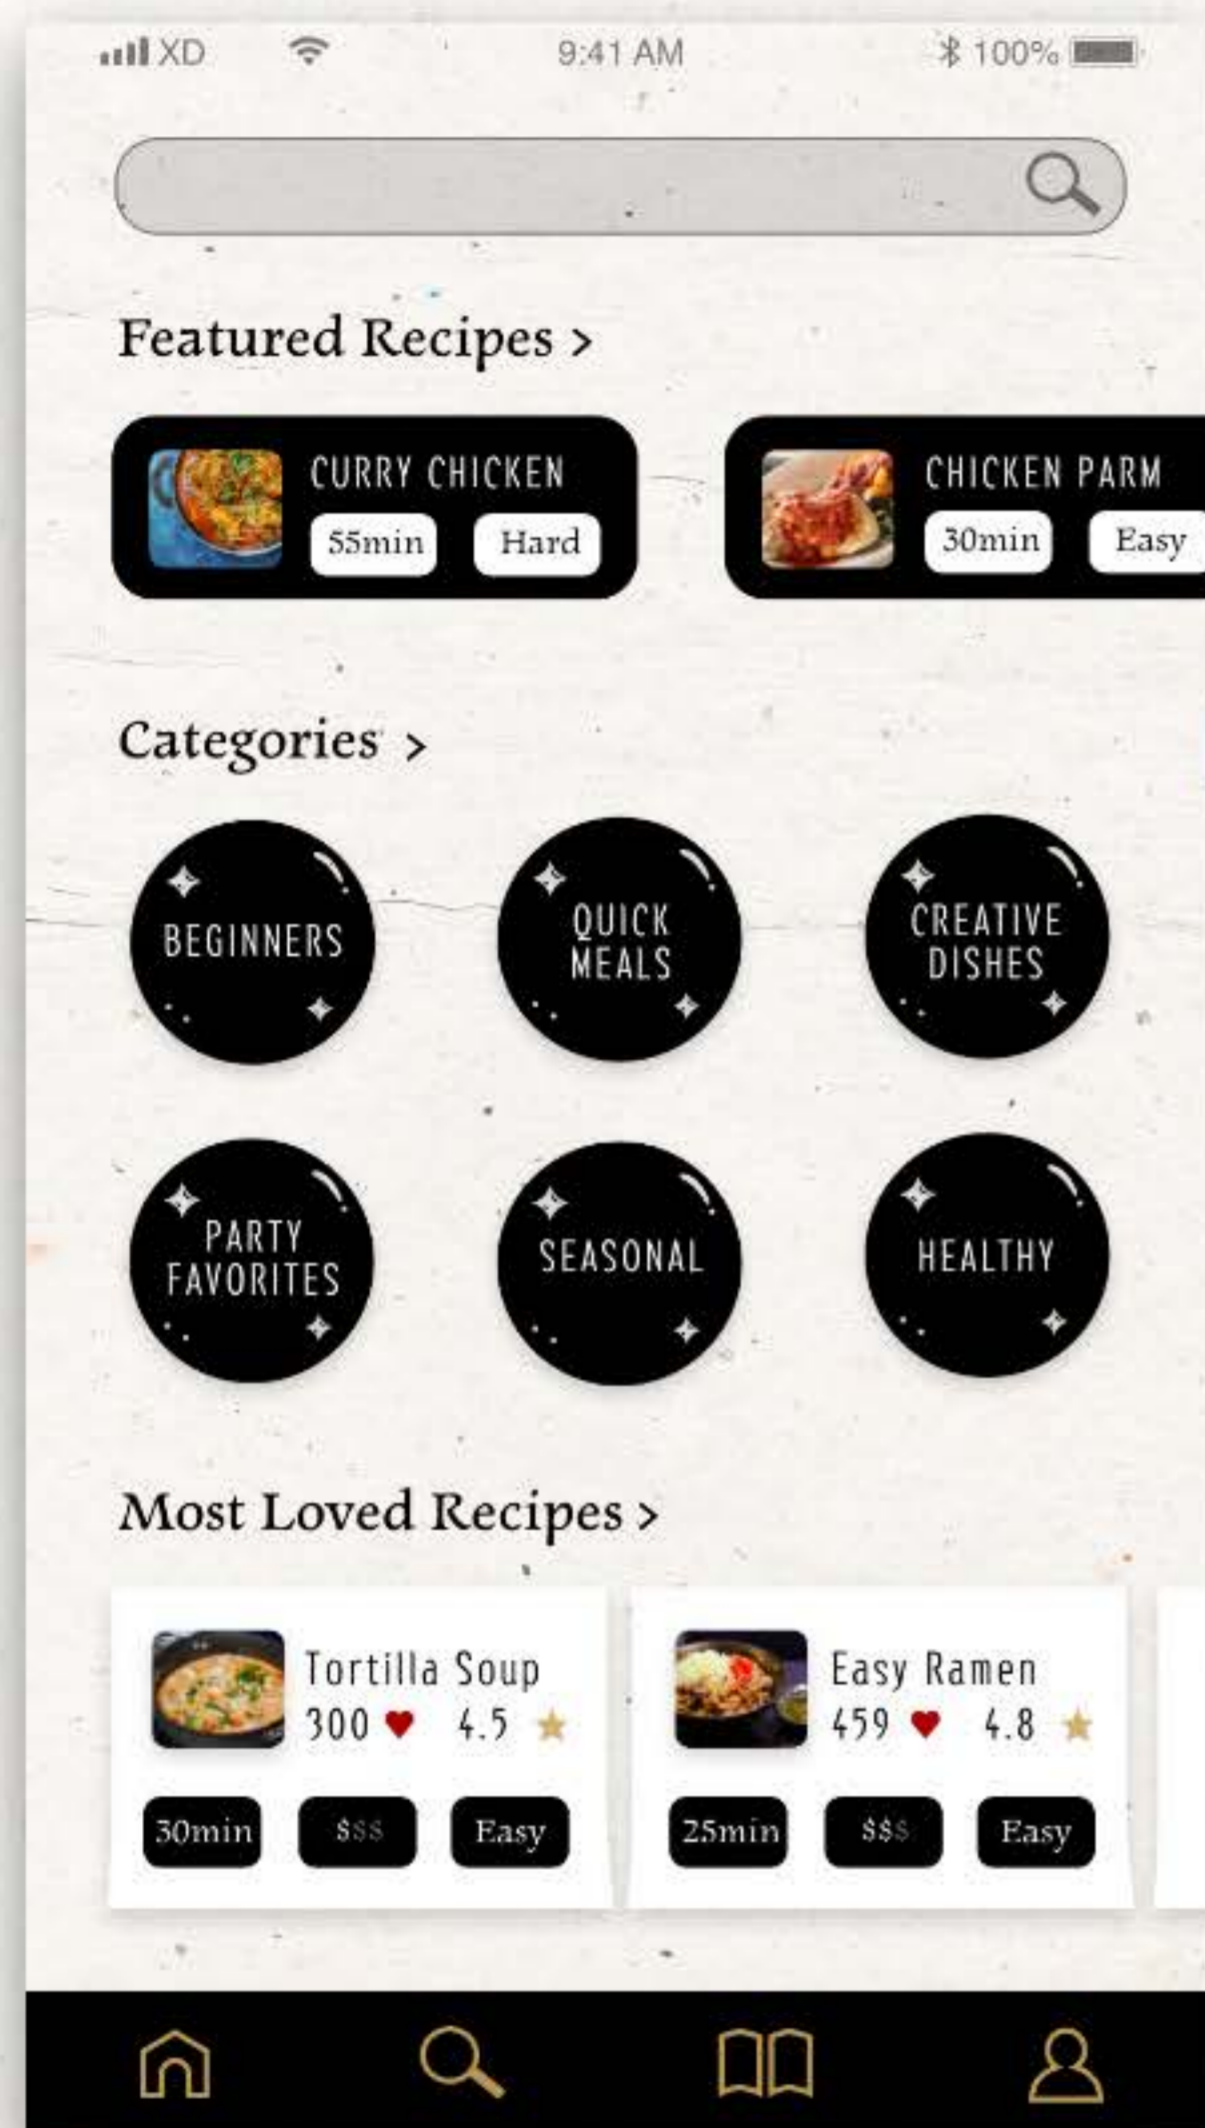 XD 9:41 AM 100%
Featured Recipes >
CURRY CHICKEN
55min Hard
CHICKEN PARM
30min Easy
Categories >
BEGINNERS
QUICK
MEALS
CREATIVE
DISHES
PARTY
FAVORITES
SEASONAL
HEALTHY
Most Loved Recipes >
Tortilla Soup
300 4.5
30min $$$ Easy
Easy Ramen
459 4.8
25min $$$ Easy